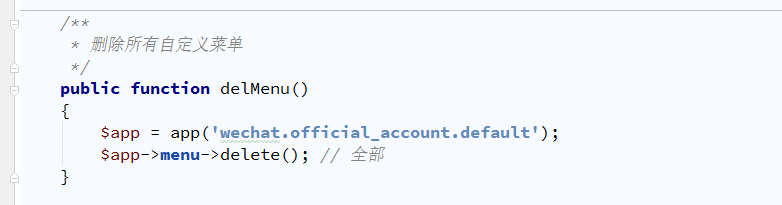 /**
* 删除所有自定义菜单
*/
public function delMenu()
{
$app = app('wechat.official_account.default');
$app->menu->delete(); // 全部
}